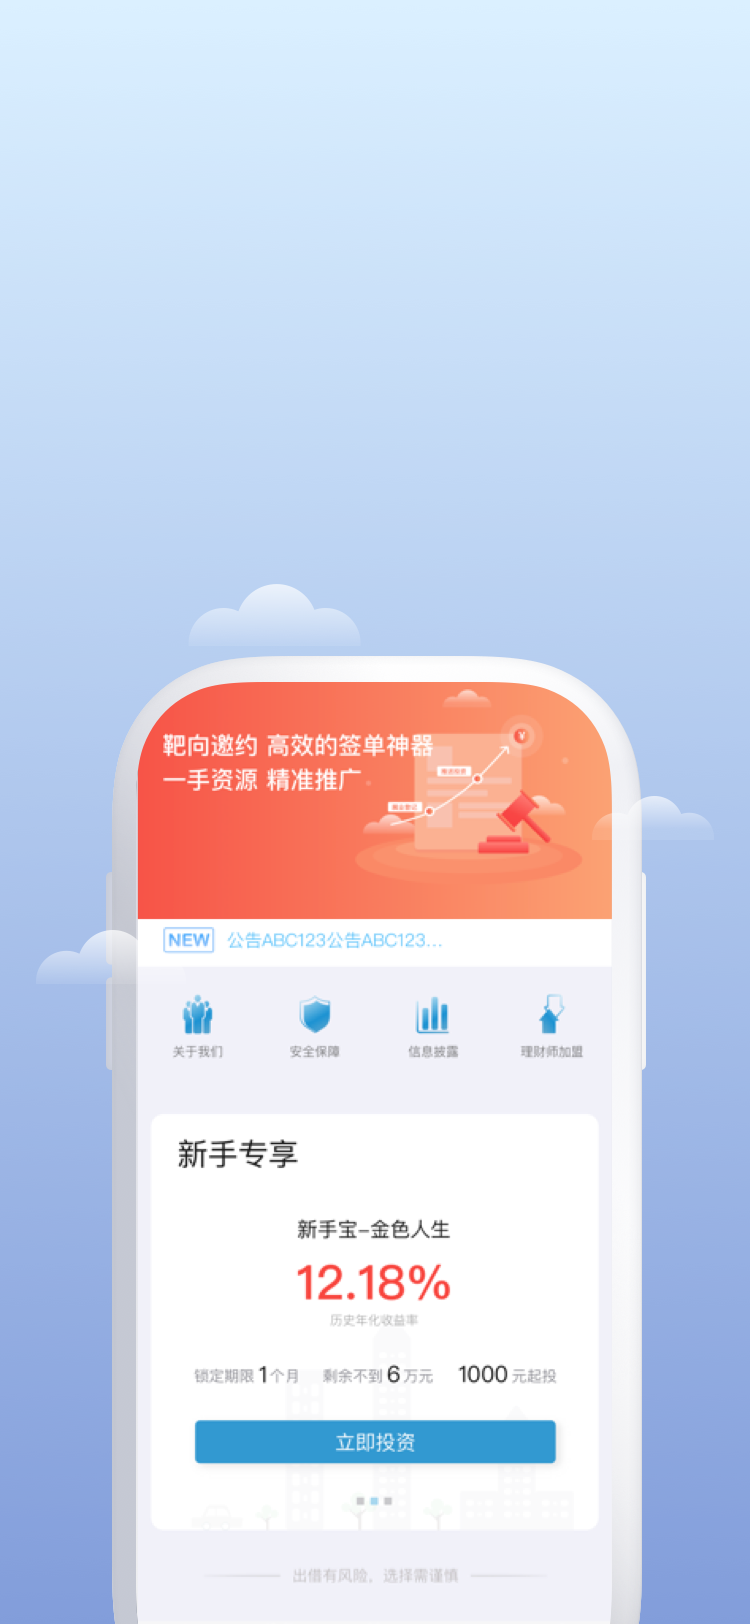 靶向邀约 高效的签单神器
一手资源 精准推广
¥
NEW 公告ABC123公告ABC123...
关于我们 安全保障 信息披露 理财师加盟
新手专享
新手宝-金色人生
12.18%
历史年化收益率
锁定期限 1个月 剩余不到 6万元 1000 元起投
立即投资
出借有风险，选择需谨慎